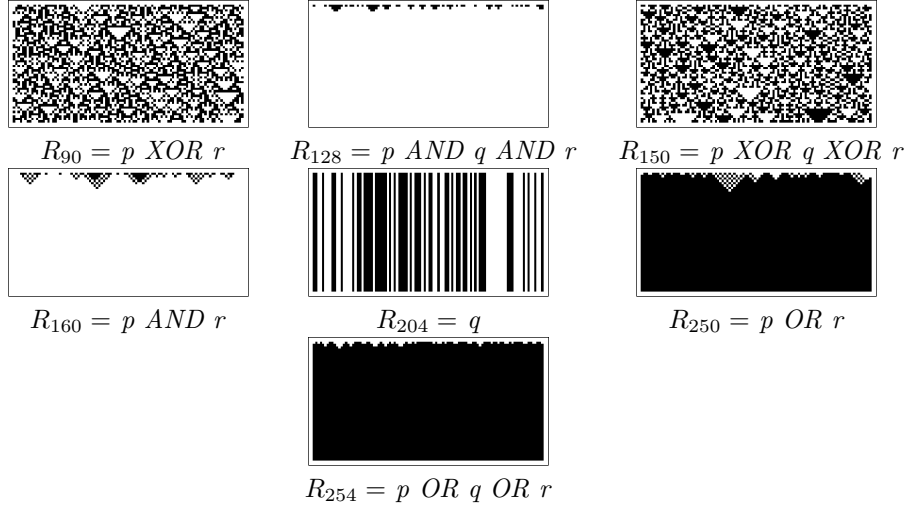 R₉₀ = p XOR r
R₁₂₈ = p AND q AND r
R₁₅₀ = p XOR q XOR r
R₁₆₀ = p AND r
R₂₀₄ = q
R₂₅₀ = p OR r
R₂₅₄ = p OR q OR r